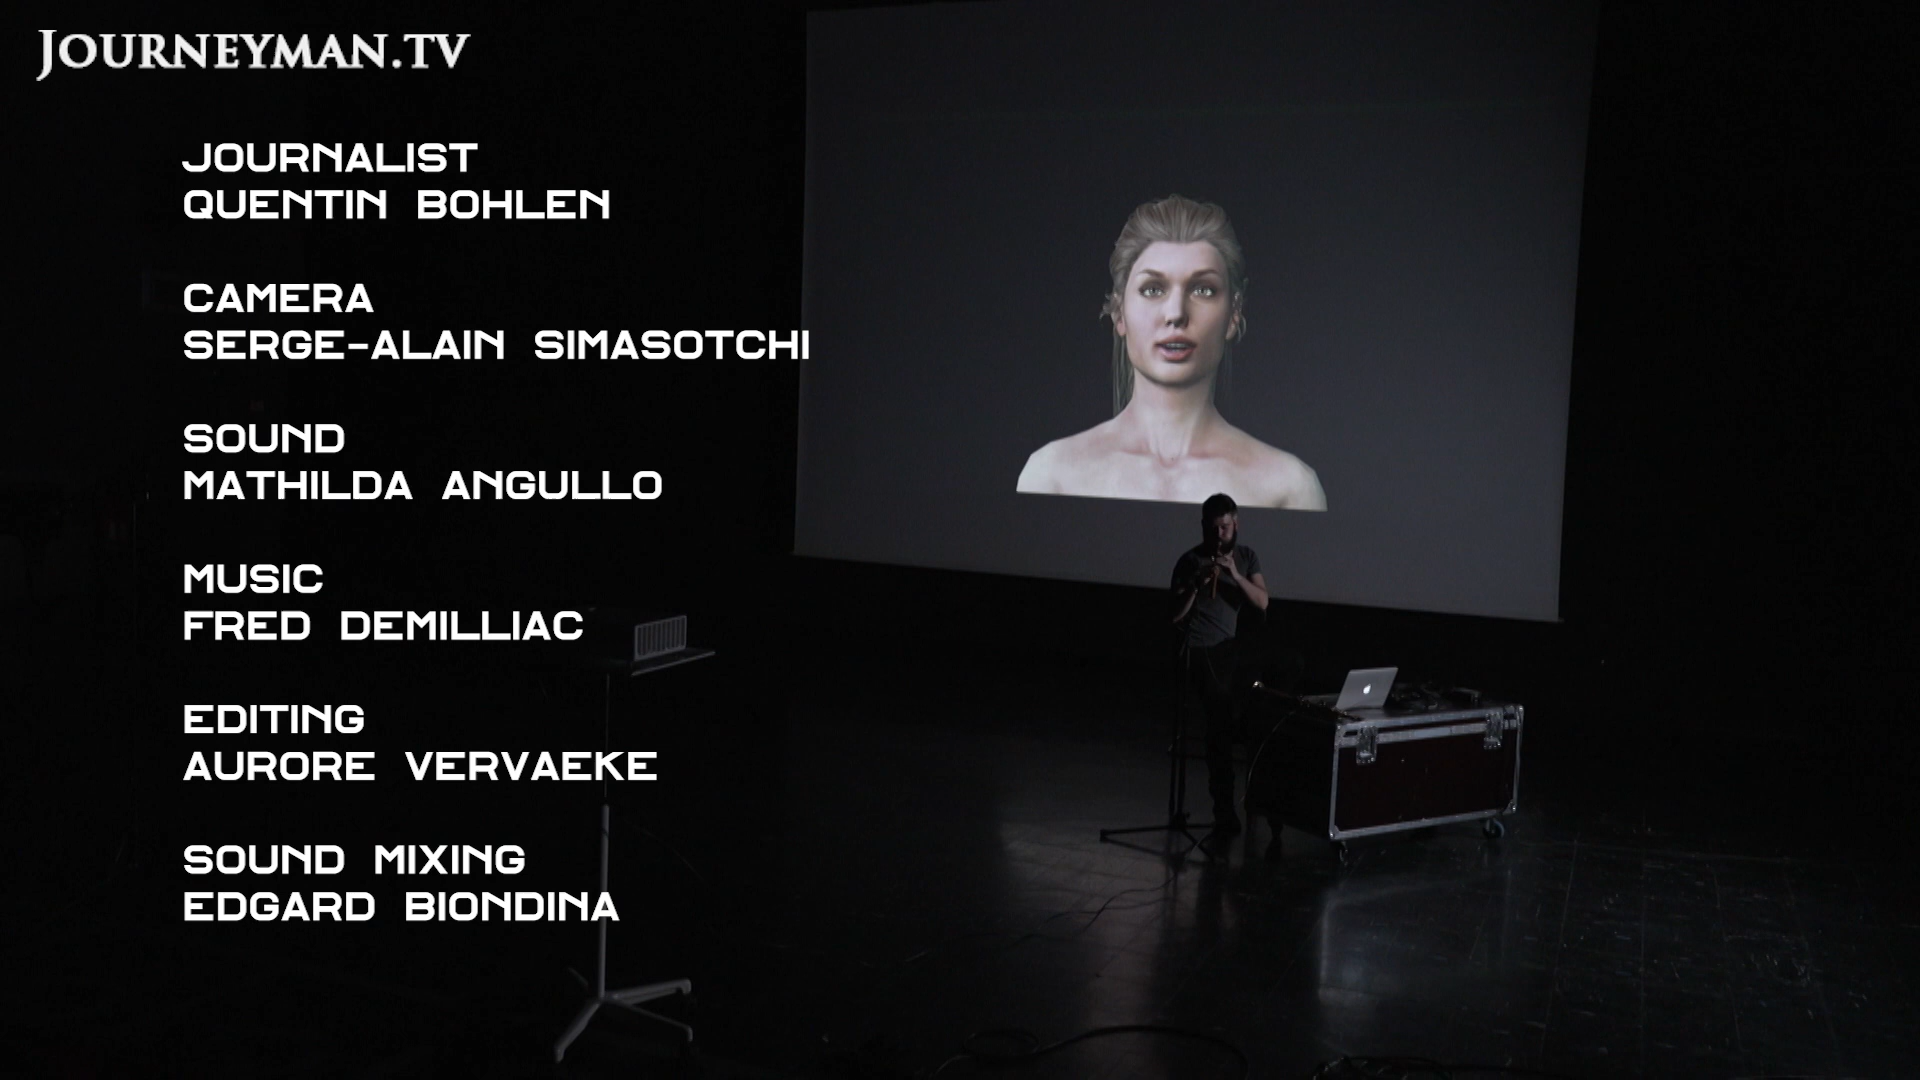 JOURNEYMAN.TV
JOURNALIST
QUENTIN BOHLEN
CAMERA
SERGE-ALAIN SIMASOTCHI
SOUND
MATHILDA ANGULLO
MUSIC
FRED DEMILLIAC
EDITING
AURORE VERVAEKE
SOUND MIXING
EDGARD BIONDINA